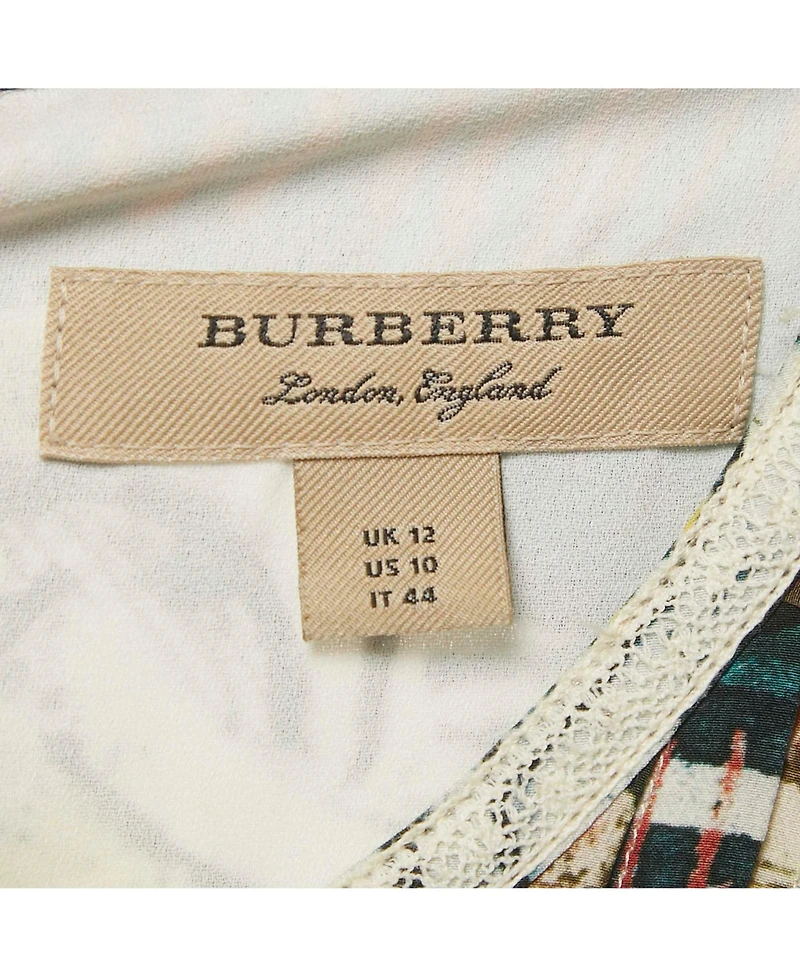 BURBERRY
London, England
UK 12
US 10
IT 44